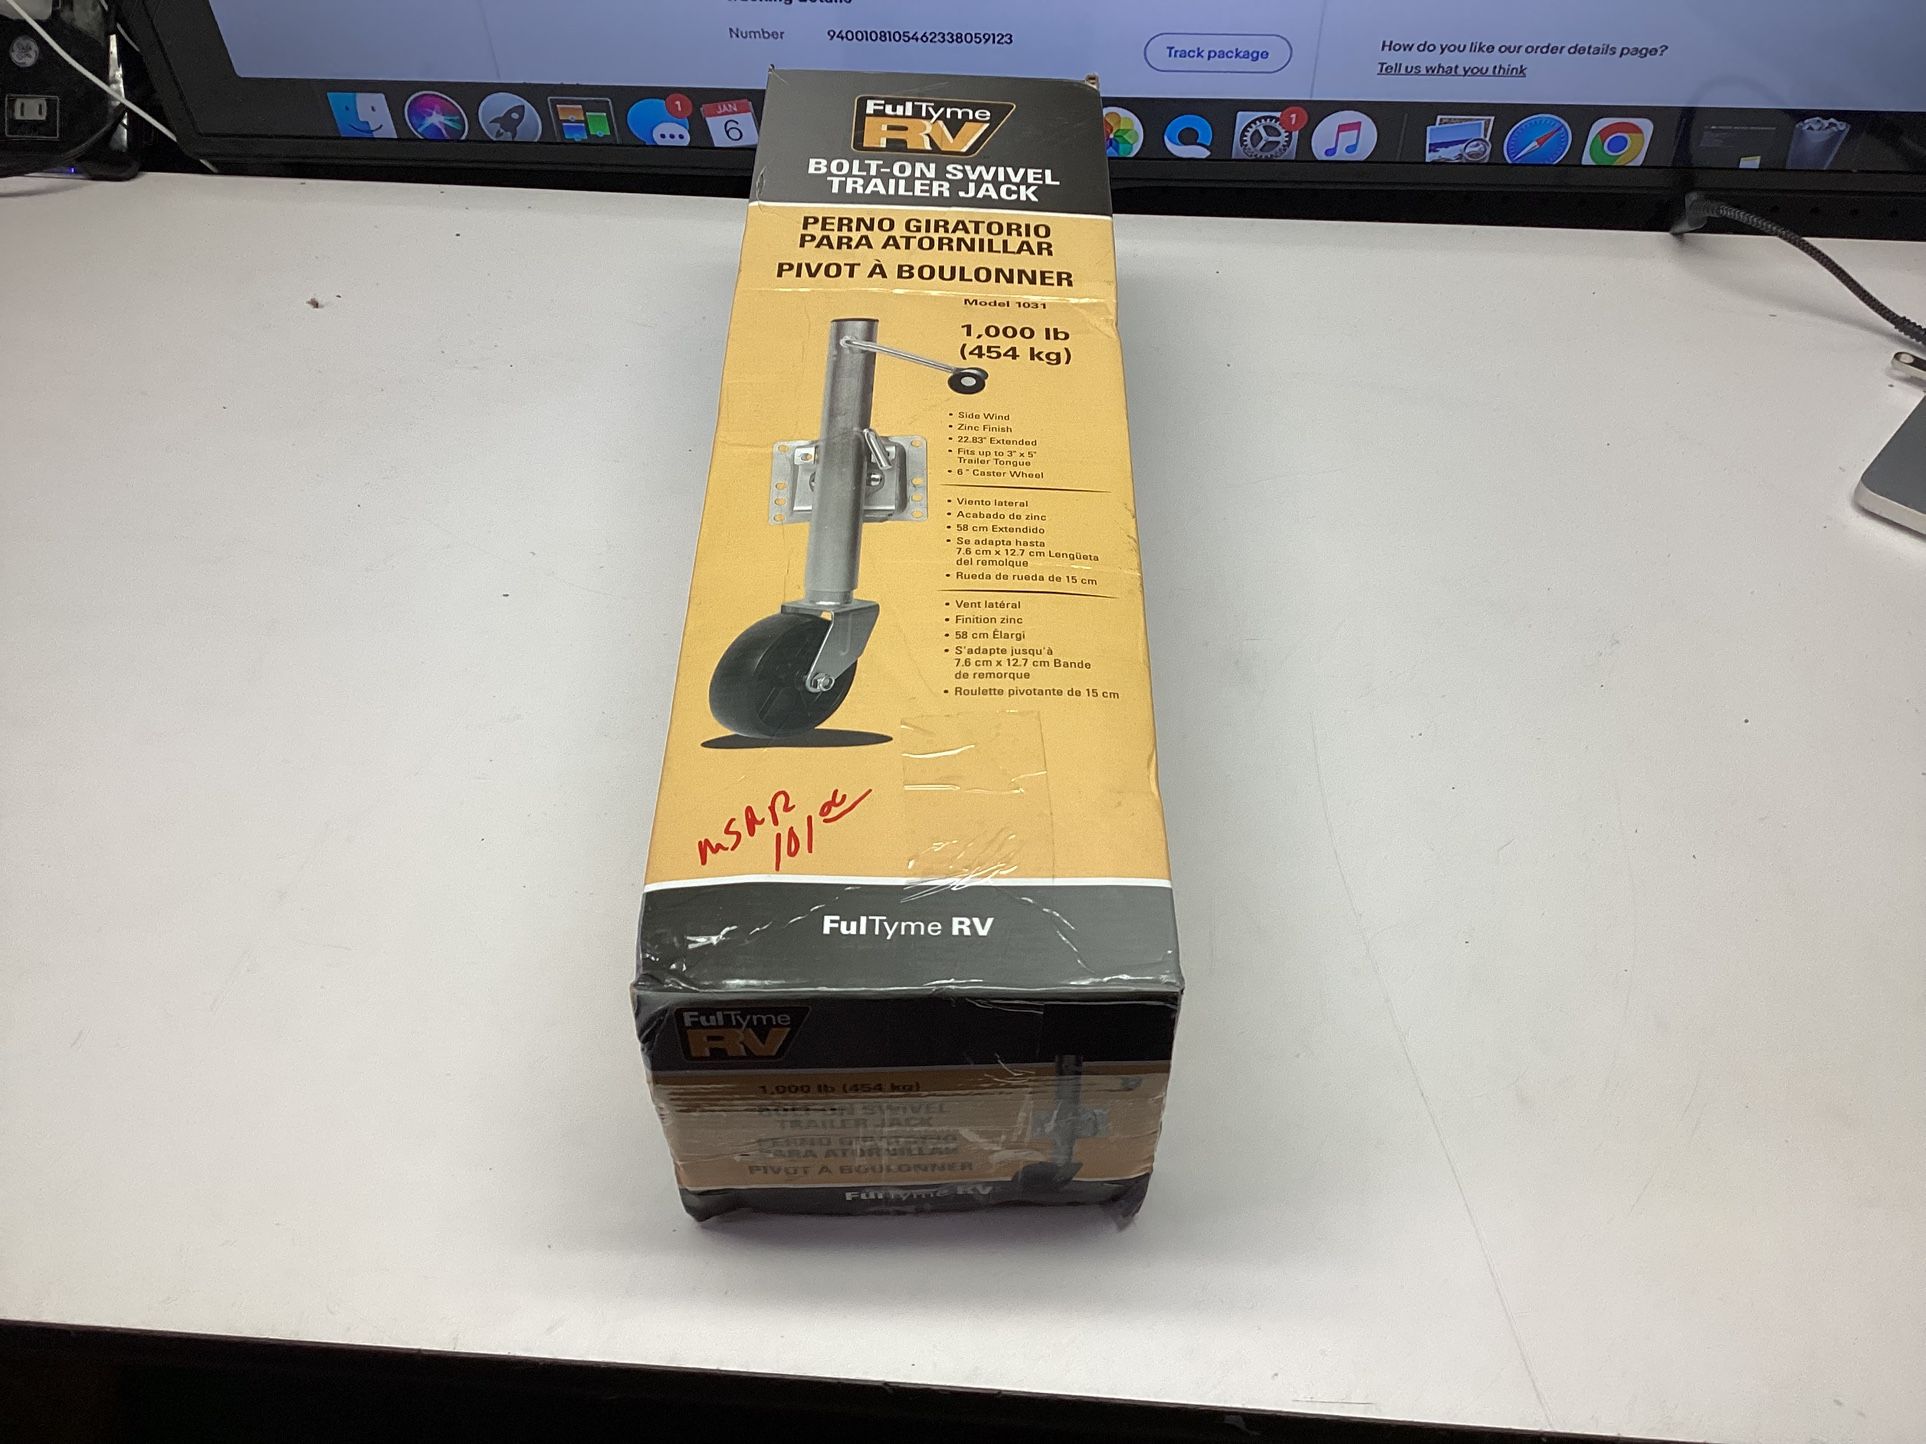 Number 9400108105462338059123
Track package
How do you like our order details page?
Tell us what you think
1
JAN
6
1
FulTyme
RV
BOLT-ON SWIVEL
TRAILER JACK
PERNO GIRATORIO
PARA ATORNILLAR
PIVOT À BOULONNER
Model 1031
1,000 lb
(454 kg)
• Side Wind
• Zinc Finish
• 22.83" Extended
• Fits up to 3" x 5"
Trailer Tongue
• 6 " Caster Wheel
• Viento lateral
• Acabado de zinc
• 58 cm Extendido
• Se adapta hasta
7.6 cm x 12.7 cm Lengüeta
del remolque
• Rueda de rueda de 15 cm
• Vent latéral
• Finition zinc
• 58 cm Élargi
• S'adapte jusqu'à
7.6 cm x 12.7 cm Bande
de remorque
• Roulette pivotante de 15 cm
MSRP
101
FulTyme RV
FulTyme
RV
1,000 lb (454 kg)
BOLT-ON SWIVEL
TRAILER JACK
PERNO GIRATORIO
PARA ATORNILLAR
PIVOT À BOULONNER
FulTyme RV